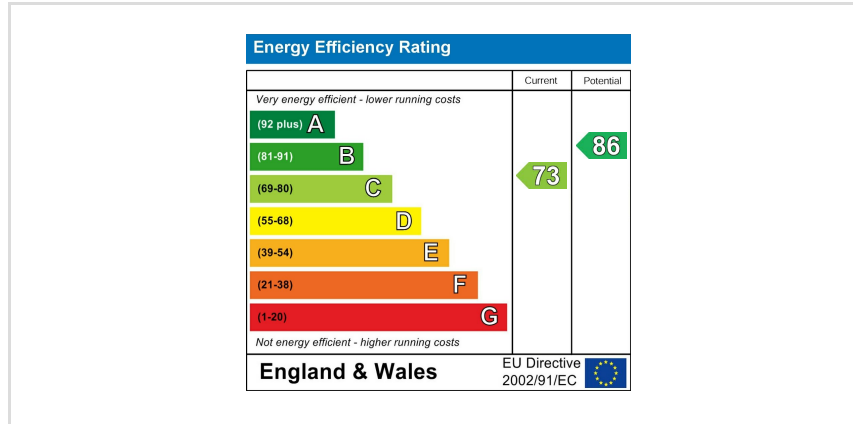 Energy Efficiency Rating
Current Potential
Very energy efficient - lower running costs
(92 plus) A
(81-91) B
(69-80) C
(55-68) D
(39-54) E
(21-38) F
(1-20) G
73
86
Not energy efficient - higher running costs
England & Wales
EU Directive
2002/91/EC